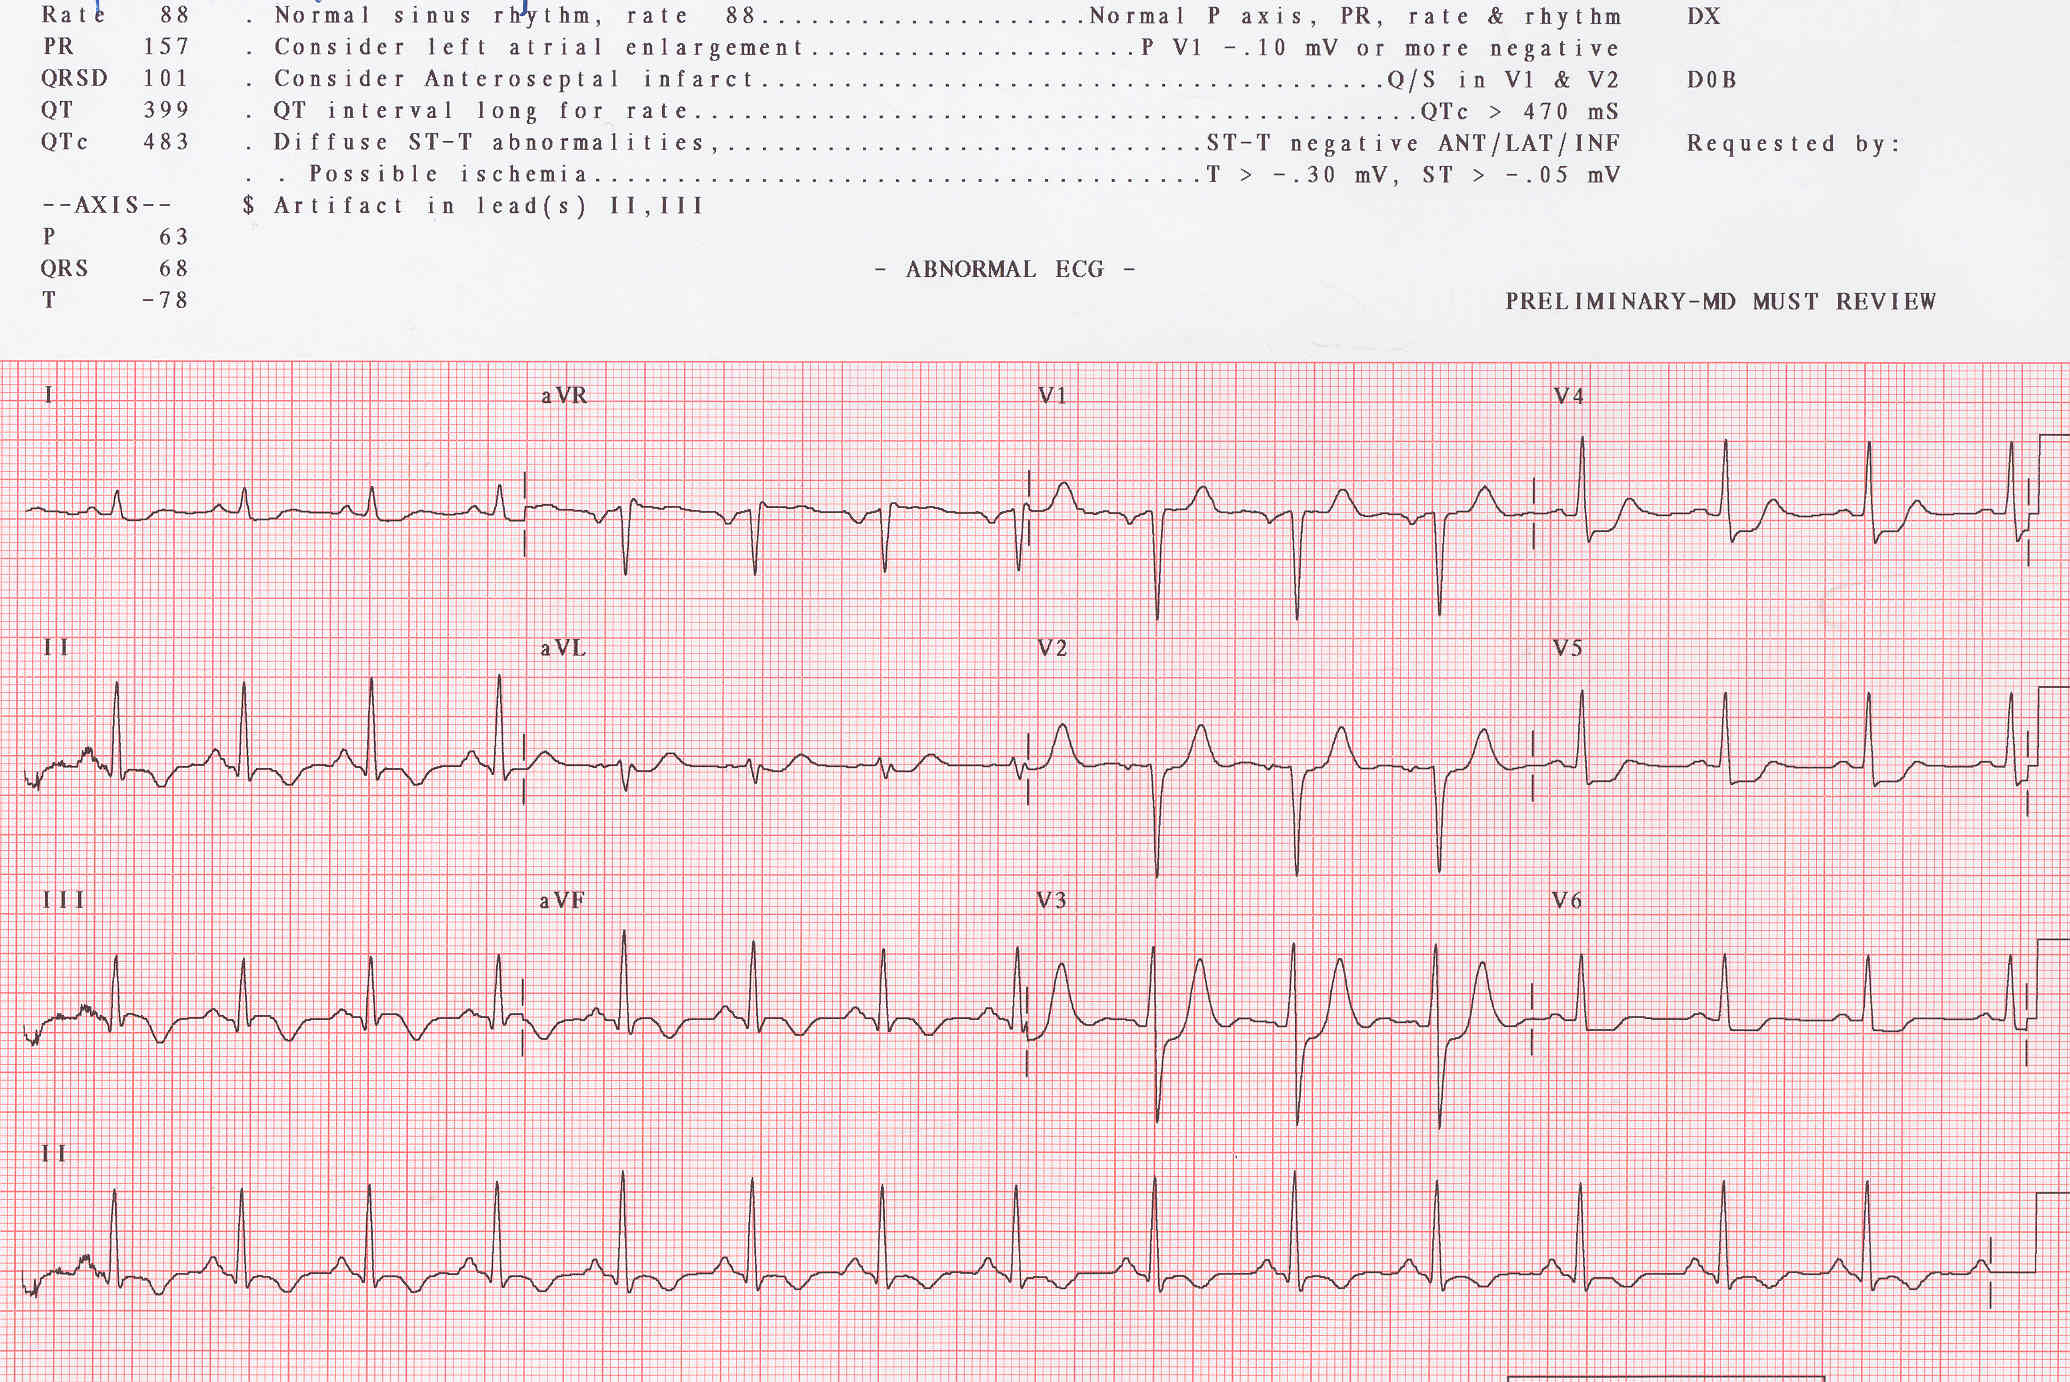 Rate 88 . Normal sinus rhythm, rate 88....................Normal P axis, PR, rate & rhythm DX
PR 157 . Consider left atrial enlargement....................P V1 -.10 mV or more negative
QRSD 101 . Consider Anteroseptal infarct......................................Q/S in V1 & V2 D0B
QT 399 . QT interval long for rate............................................QTc > 470 mS
QTc 483 . Diffuse ST-T abnormalities,.............................ST-T negative ANT/LAT/INF Requested by:
. . Possible ischemia.....................................T > -.30 mV, ST > -.05 mV
--AXIS-- $ Artifact in lead(s) II,III
P 63
QRS 68 - ABNORMAL ECG -
T -78 PRELIMINARY-MD MUST REVIEW
I aVR V1 V4
II aVL V2 V5
III aVF V3 V6
II